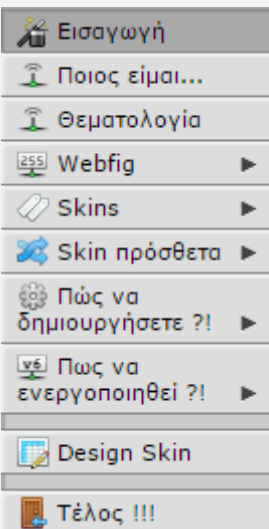 Εισαγωγή
Ποιος είμαι...
Θεματολογία
255 Webfig
Skins
Skin πρόσθετα
Πώς να
δημιουργήσετε ?!
v6 Πως να
ενεργοποιηθεί ?!
Design Skin
Τέλος !!!